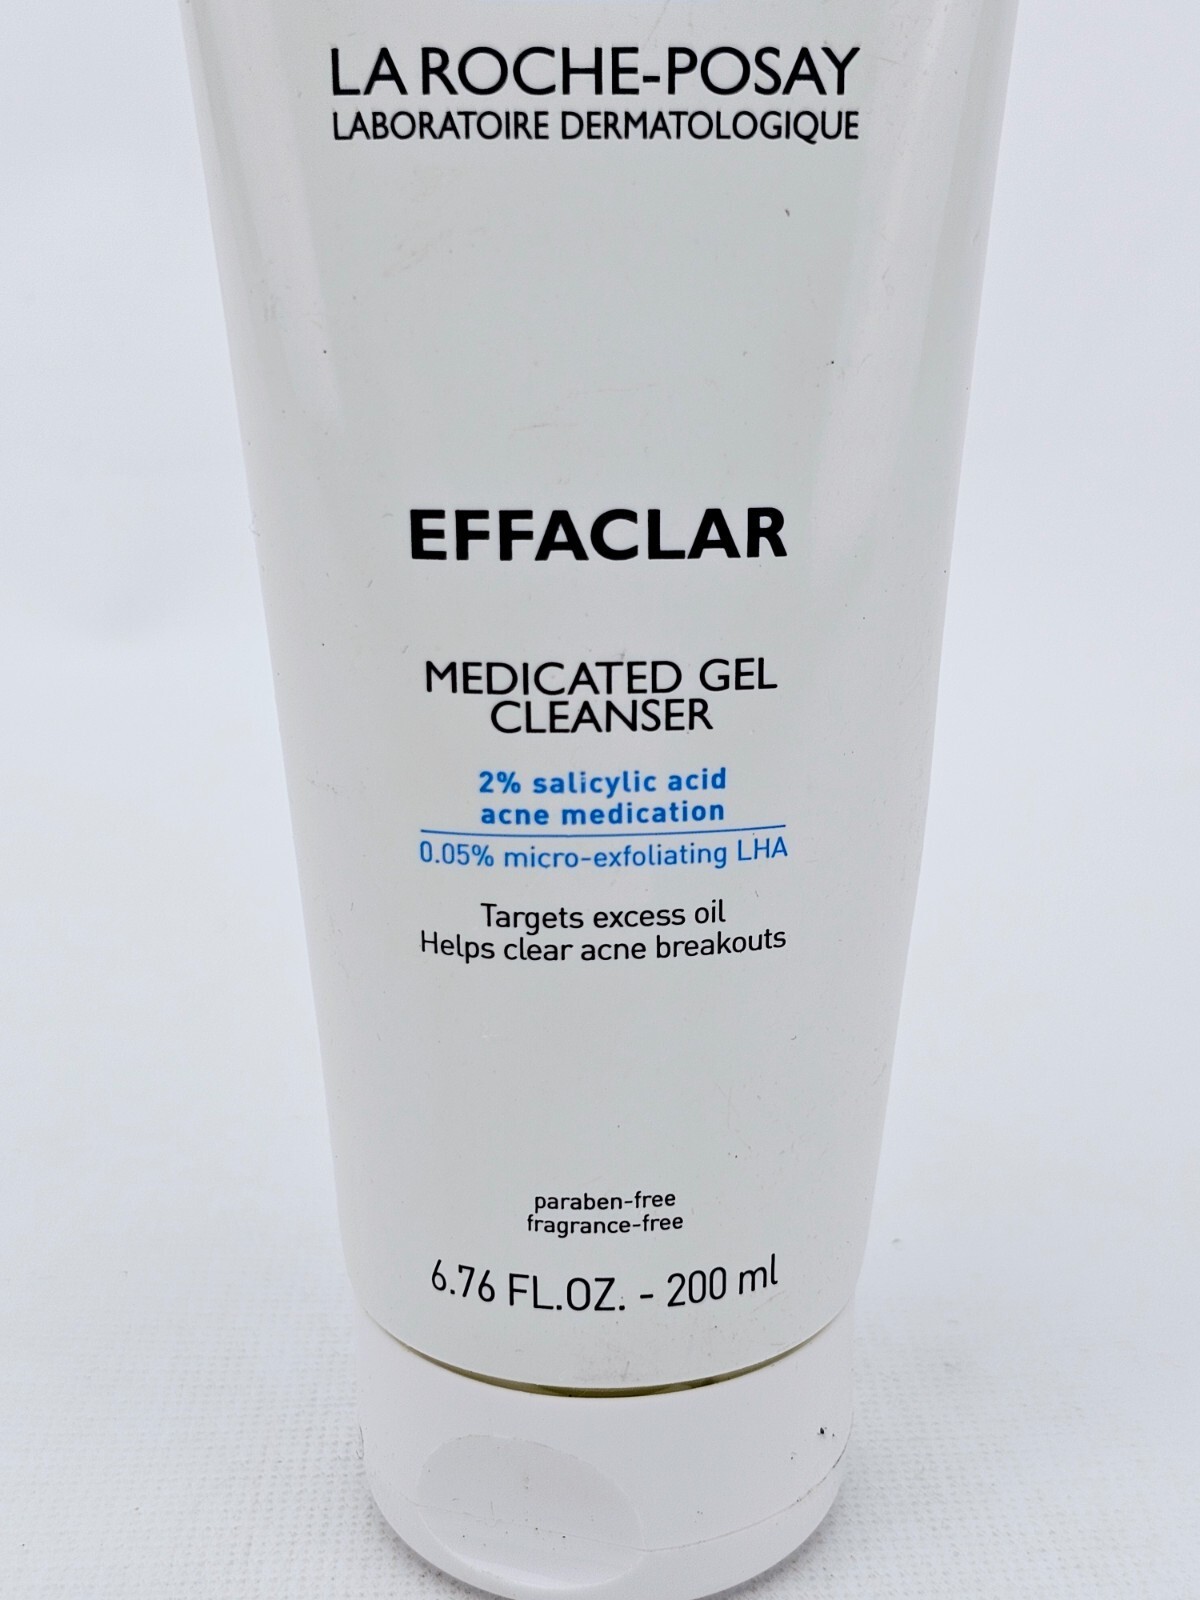 LA ROCHE-POSAY
LABORATOIRE DERMATOLOGIQUE
EFFACLAR
MEDICATED GEL
CLEANSER
2% salicylic acid
acne medication
0.05% micro-exfoliating LHA
Targets excess oil
Helps clear acne breakouts
paraben-free
fragrance-free
6.76 FL.OZ. - 200 ml